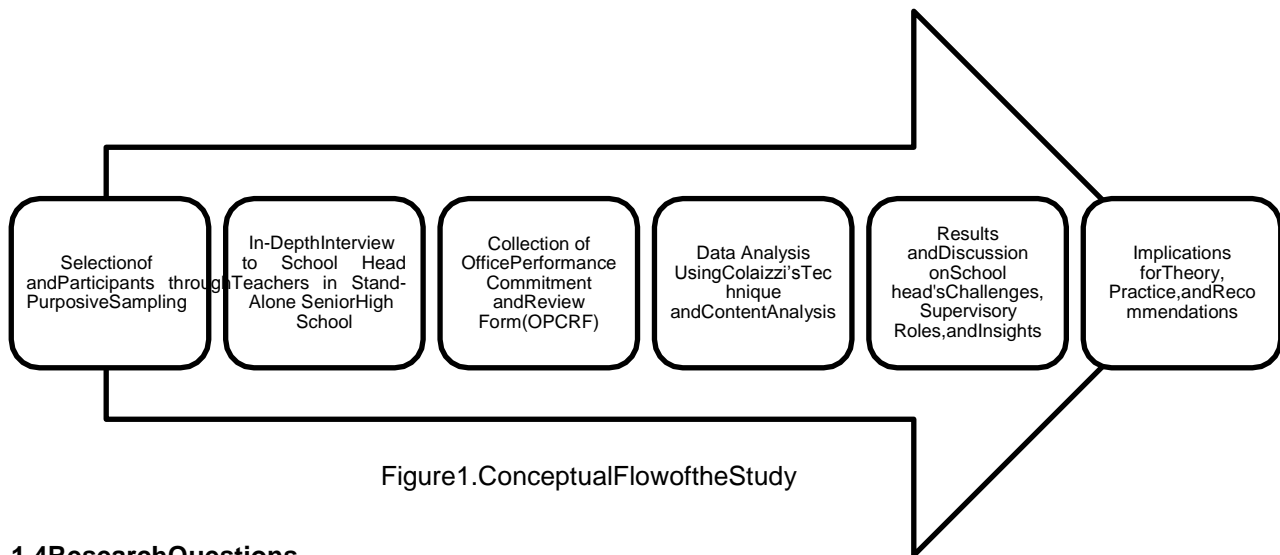 Selectionof
andParticipants through
PurposiveSampling
In-DepthInterview
to School Head
Teachers in Stand-
Alone SeniorHigh
School
Collection of
OfficePerformance
Commitment
andReview
Form(OPCRF)
Data Analysis
UsingColaizzi’sTec
hnique
andContentAnalysis
Results
andDiscussion
onSchool
head'sChallenges,
Supervisory
Roles,andInsights
Implications
forTheory,
Practice,andReco
mmendations
Figure1.ConceptualFlowoftheStudy
1.4ResearchQuestions